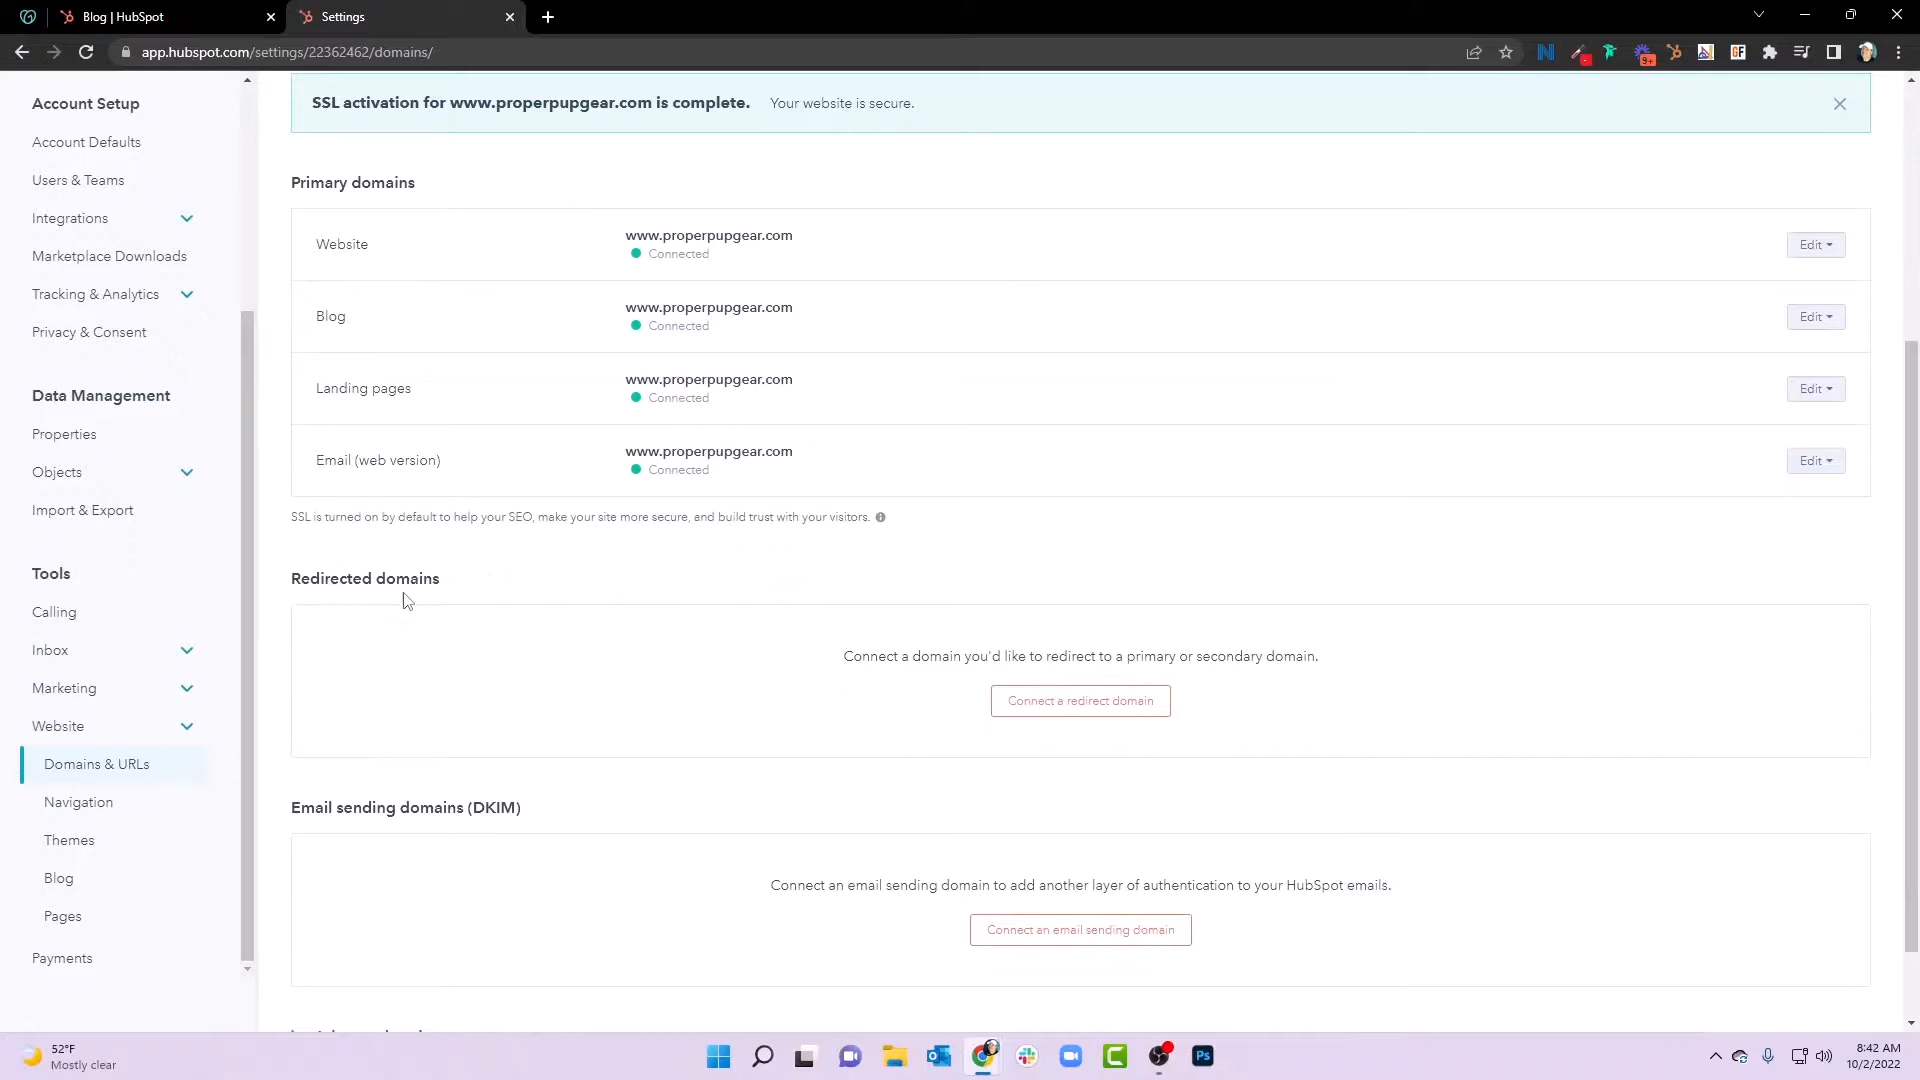 Blog | HubSpot
Settings
app.hubspot.com/settings/22362462/domains/
9+
GF
Account Setup
Account Defaults
Users & Teams
Integrations
Marketplace Downloads
Tracking & Analytics
Privacy & Consent
Data Management
Properties
Objects
Import & Export
Tools
Calling
Inbox
Marketing
Website
Domains & URLs
Navigation
Themes
Blog
Pages
Payments
SSL activation for www.properpupgear.com is complete. Your website is secure.
Primary domains
Website
www.properpupgear.com
Connected
Edit
Blog
www.properpupgear.com
Connected
Edit
Landing pages
www.properpupgear.com
Connected
Edit
Email (web version)
www.properpupgear.com
Connected
Edit
SSL is turned on by default to help your SEO, make your site more secure, and build trust with your visitors.
Redirected domains
Connect a domain you'd like to redirect to a primary or secondary domain.
Connect a redirect domain
Email sending domains (DKIM)
Connect an email sending domain to add another layer of authentication to your HubSpot emails.
Connect an email sending domain
52°F
Mostly clear
Ps
8:42 AM
10/2/2022